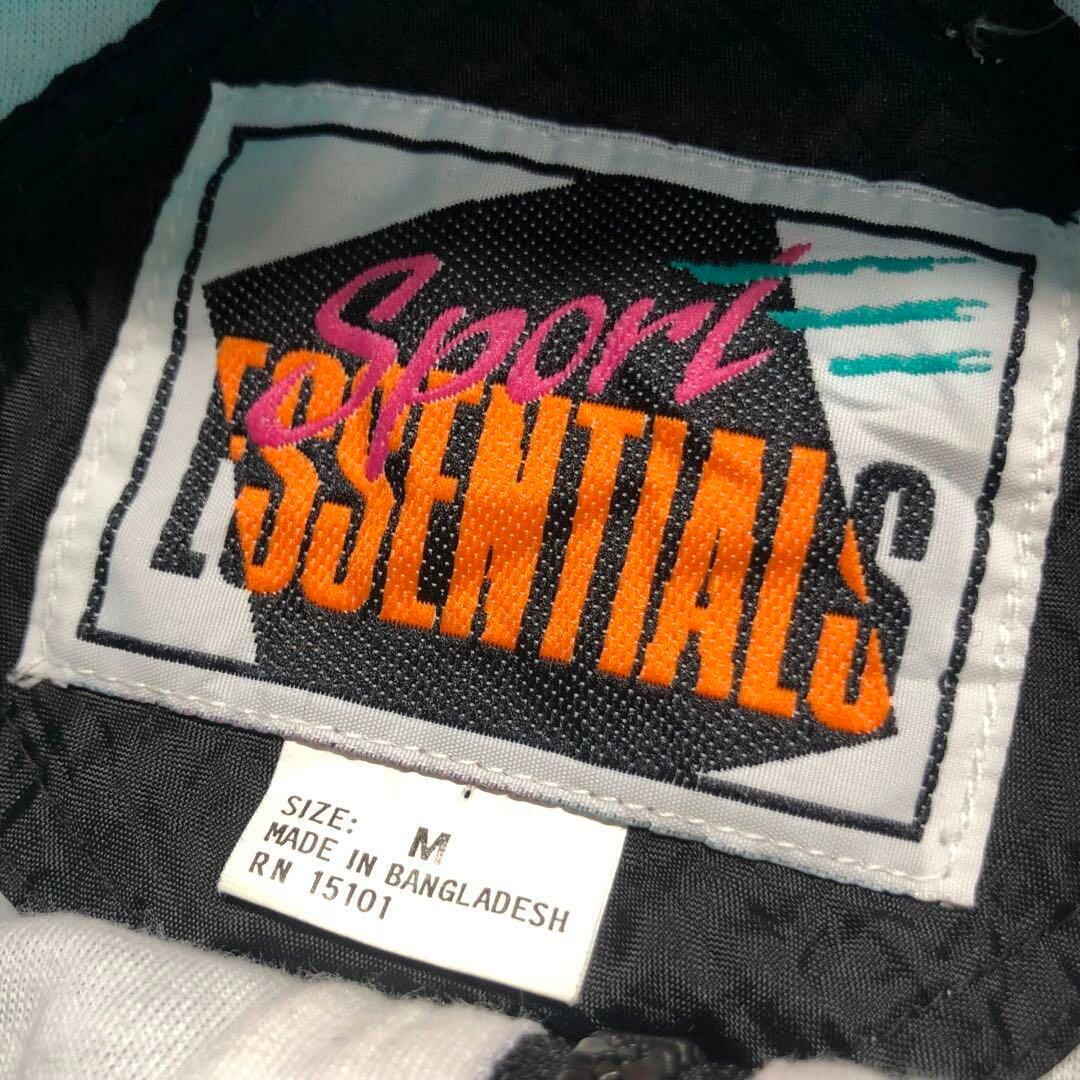 Sport
ESSENTIALS
SIZE: M
MADE IN BANGLADESH
RN 15101